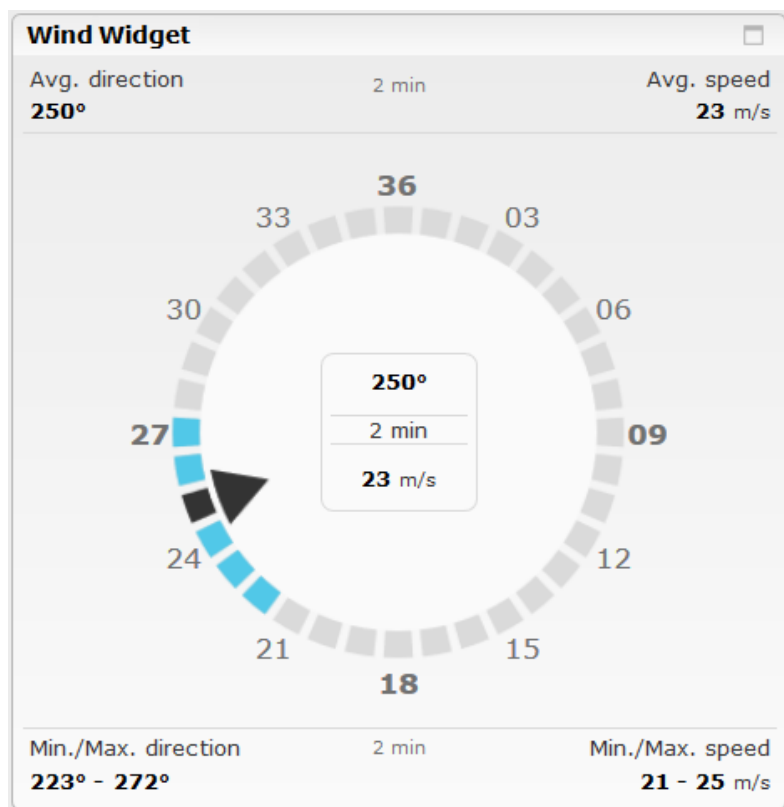 Wind Widget
Avg. direction 2 min Avg. speed
250° 23 m/s
36
33 03
30 06
250°
27 2 min 09
23 m/s
24 12
21 15
18
Min./Max. direction 2 min Min./Max. speed
223° - 272° 21 - 25 m/s